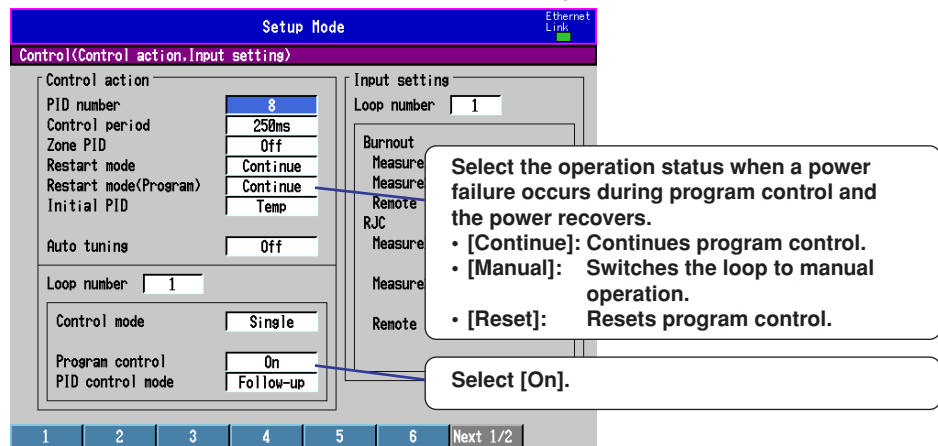 Setup Mode
Ethernet
Link
Control(Control action,Input setting)
Control action
PID number 8
Control period 250ms
Zone PID Off
Restart mode Continue
Restart mode(Program) Continue
Initial PID Temp
Auto tuning Off
Loop number 1
Control mode Single
Program control On
PID control mode Follow-up
Input setting
Loop number 1
Burnout
Measure
Measure
Remote
RJC
Measure
Measure
Remote
Select the operation status when a power
failure occurs during program control and
the power recovers.
• [Continue]: Continues program control.
• [Manual]: Switches the loop to manual
operation.
• [Reset]: Resets program control.
Select [On].
1 2 3 4 5 6 Next 1/2